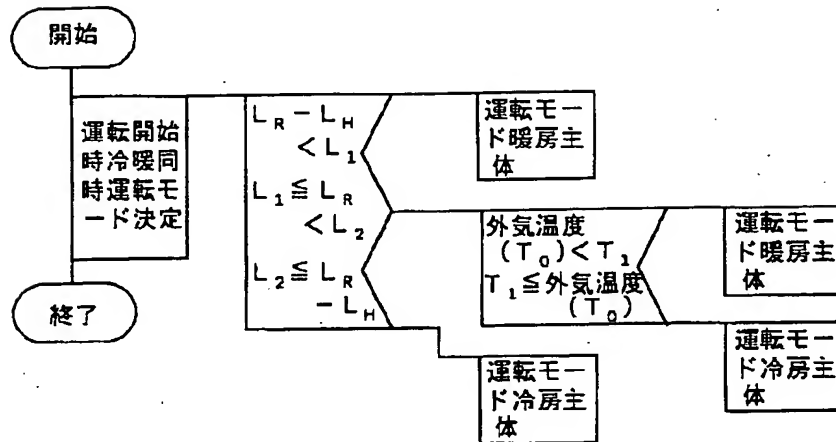 開始
運転開始
時冷暖同
時運転モ
ード決定
終了
L_R − L_H
< L_1
L_1 ≦ L_R
< L_2
L_2 ≦ L_R
− L_H
運転モー
ド暖房主
体
外気温度
(T_0) < T_1
T_1 ≦ 外気温度
(T_0)
運転モー
ド暖房主
体
運転モー
ド冷房主
体
運転モー
ド冷房主
体